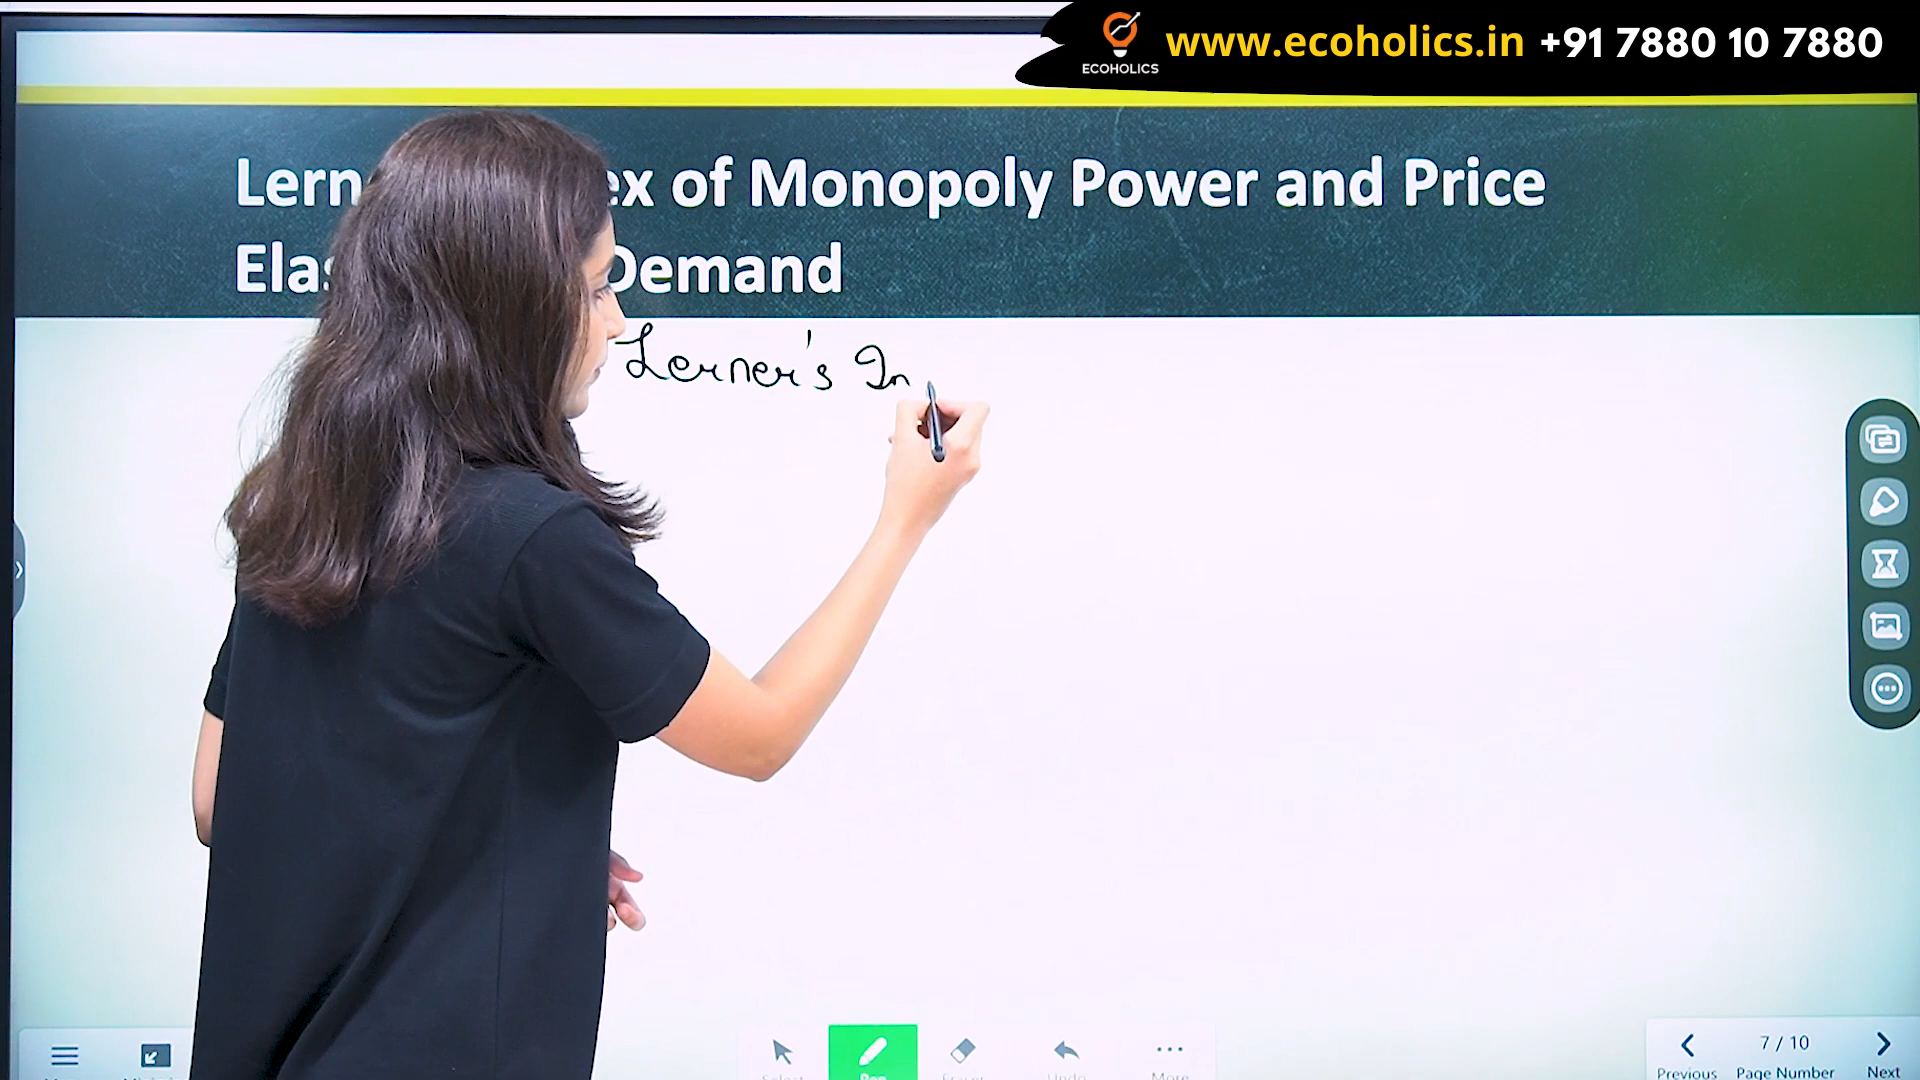 www.ecoholics.in +91 7880 10 7880
ECOHOLICS
Lern ex of Monopoly Power and Price
Elas Demand
Lerner's In
7 / 10
Previous Page Number Next